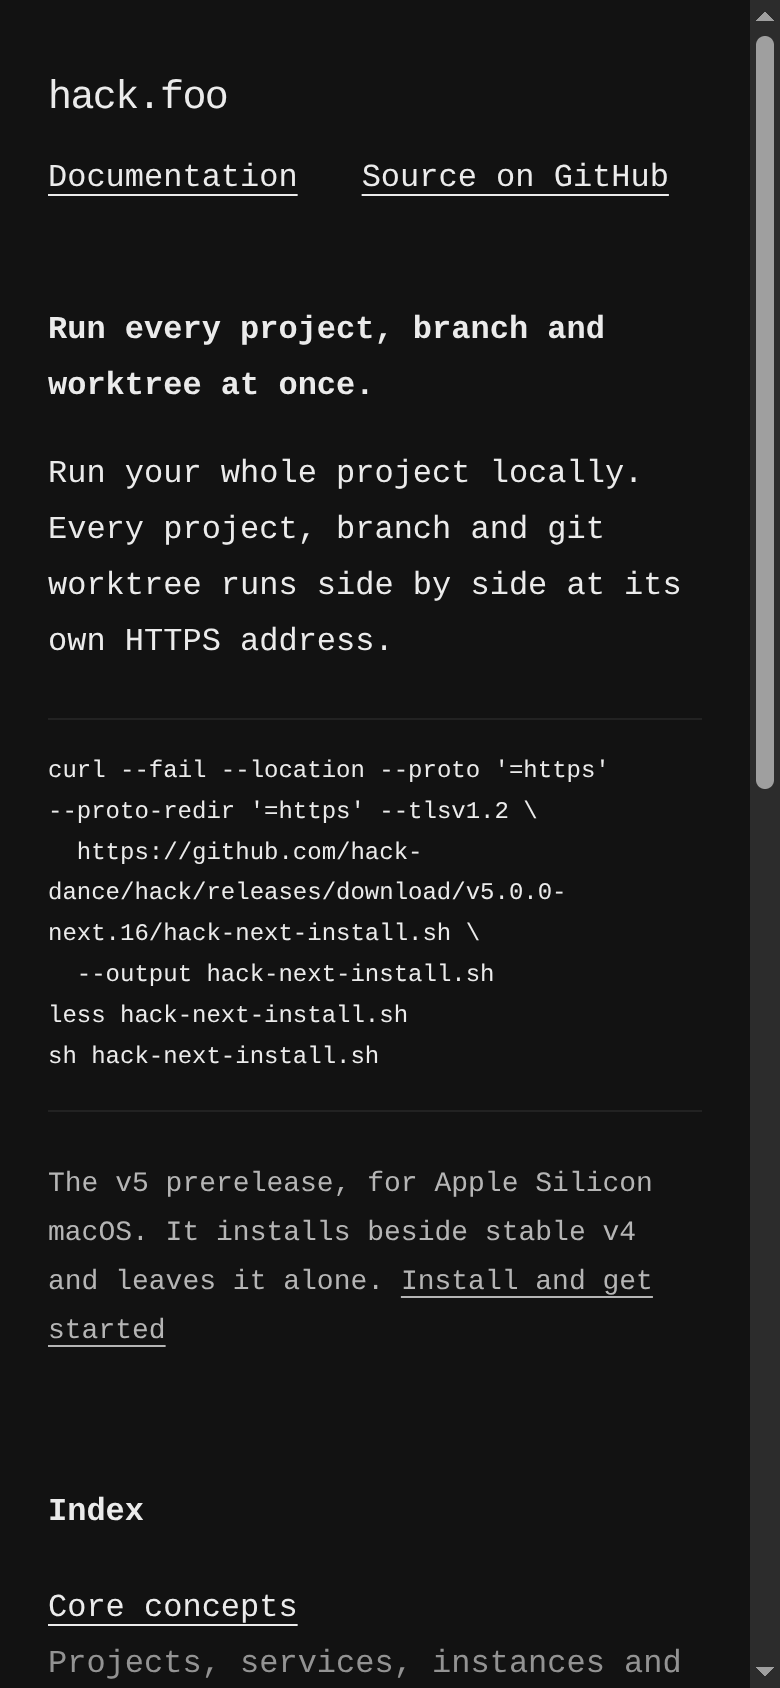 hack.foo
Documentation Source on GitHub
Run every project, branch and
worktree at once.
Run your whole project locally.
Every project, branch and git
worktree runs side by side at its
own HTTPS address.
curl --fail --location --proto '=https'
--proto-redir '=https' --tlsv1.2 \
  https://github.com/hack-
dance/hack/releases/download/v5.0.0-
next.16/hack-next-install.sh \
  --output hack-next-install.sh
less hack-next-install.sh
sh hack-next-install.sh
The v5 prerelease, for Apple Silicon
macOS. It installs beside stable v4
and leaves it alone. Install and get
started
Index
Core concepts
Projects, services, instances and